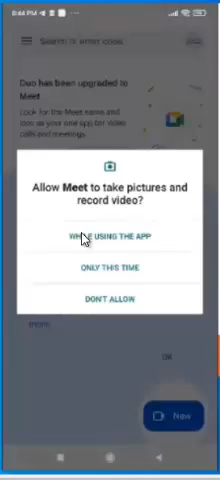 8:44 PM
Search or enter code
Duo has been upgraded to
Meet
Look for the Meet name and
icon as your one app for video
calls and meetings
Allow Meet to take pictures and
record video?
WHILE USING THE APP
ONLY THIS TIME
DON'T ALLOW
more
OK
New